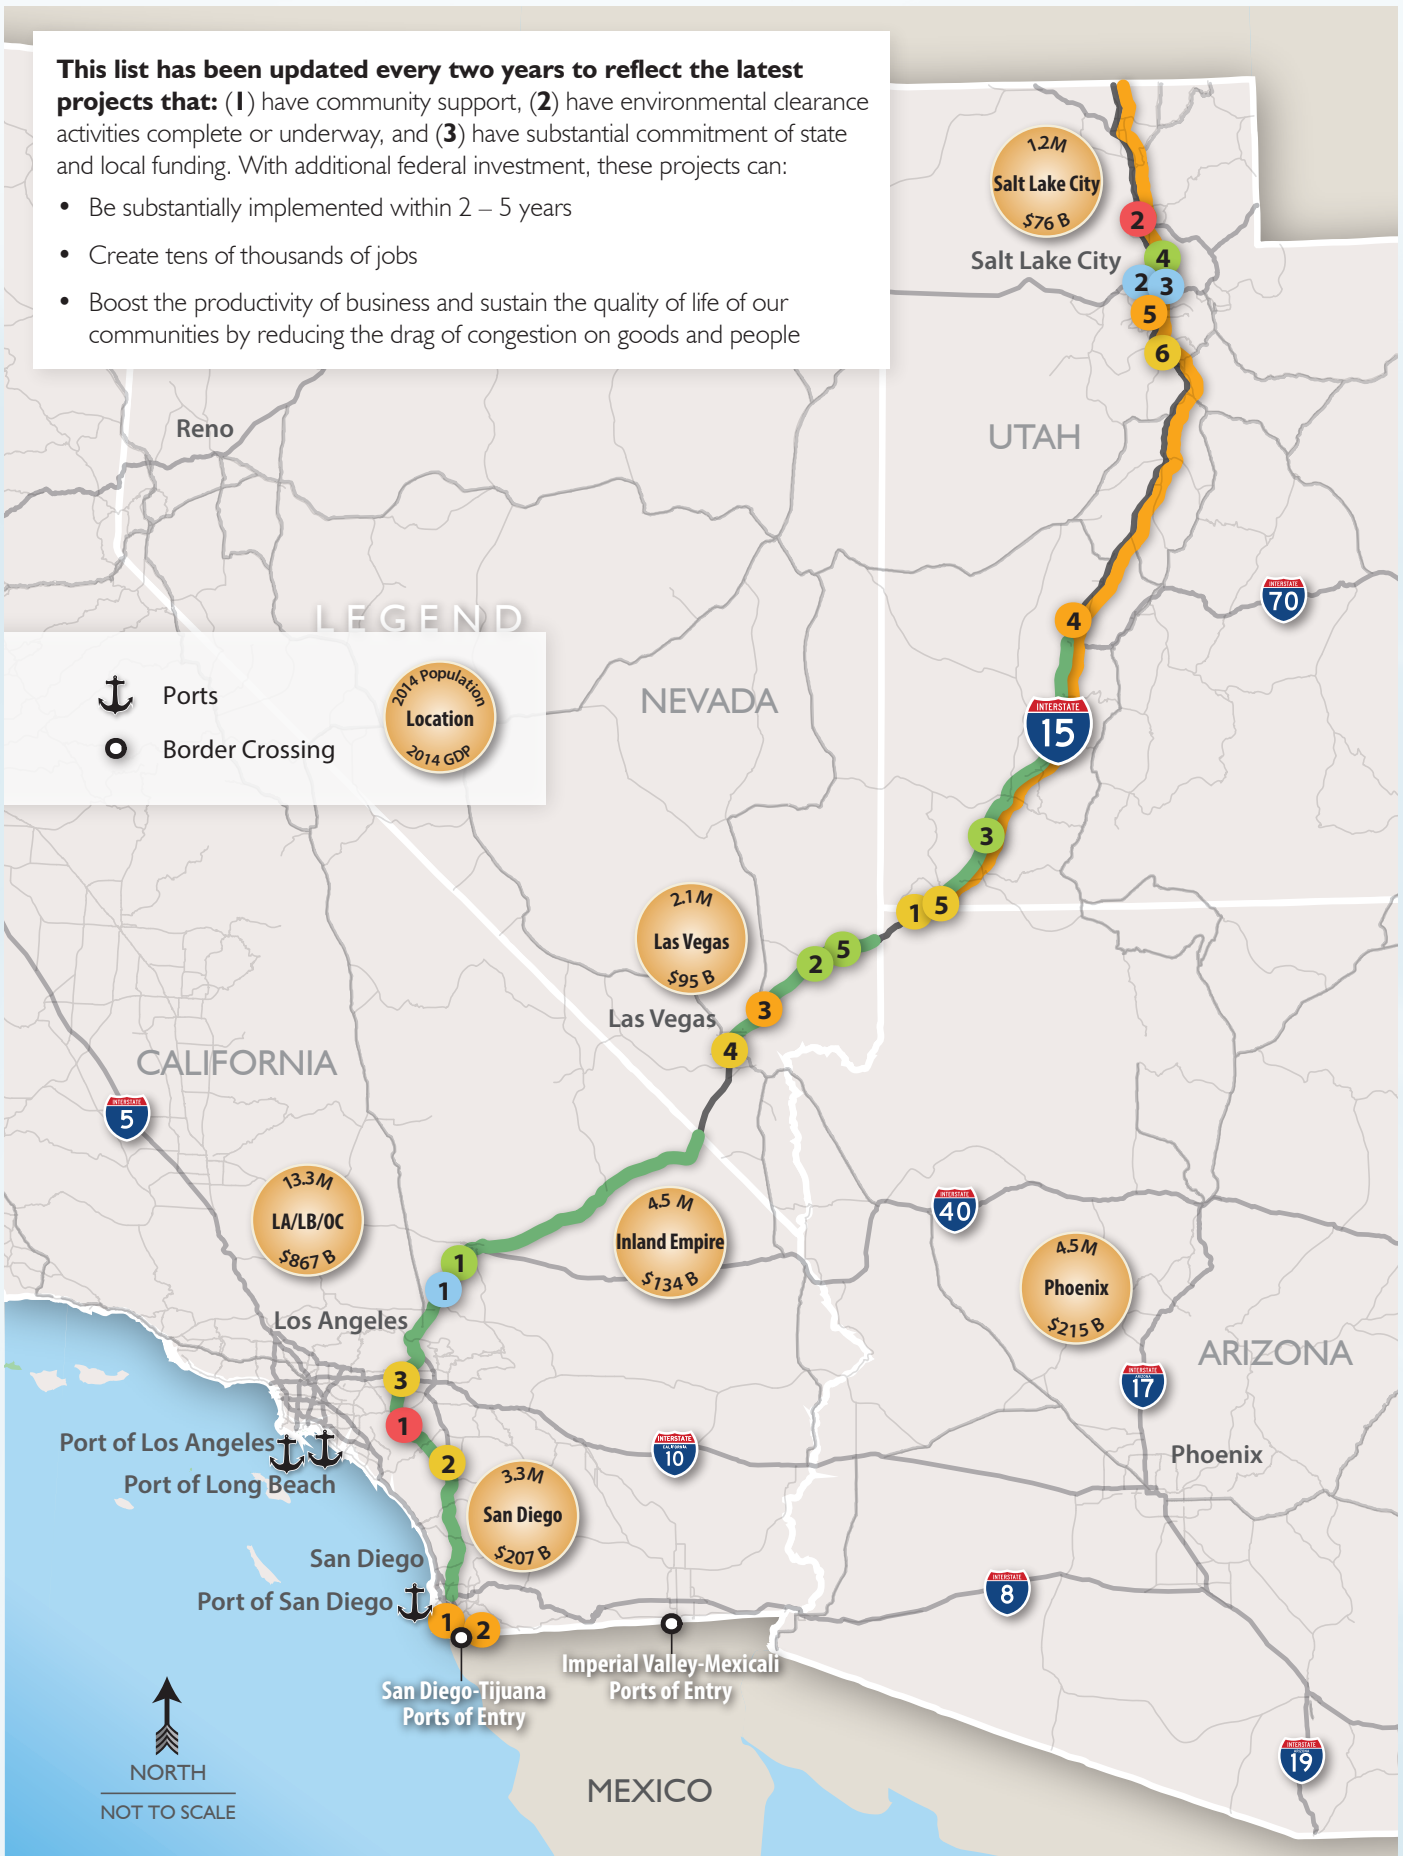 This list has been updated every two years to reflect the latest
projects that: (1) have community support, (2) have environmental clearance
activities complete or underway, and (3) have substantial commitment of state
and local funding. With additional federal investment, these projects can:
• Be substantially implemented within 2 – 5 years
• Create tens of thousands of jobs
• Boost the productivity of business and sustain the quality of life of our
communities by reducing the drag of congestion on goods and people
1.2M
Salt Lake City
$76 B
2
Salt Lake City
4
2
3
5
6
Reno
UTAH
INTERSTATE
70
4
LEGEND
Ports
Border Crossing
2014 Population
Location
2014 GDP
NEVADA
INTERSTATE
15
3
1
5
2.1M
Las Vegas
$95 B
5
2
3
Las Vegas
4
CALIFORNIA
INTERSTATE
5
13.3M
LA/LB/OC
$867 B
4.5 M
Inland Empire
$134 B
INTERSTATE
40
4.5M
Phoenix
$215 B
1
1
Los Angeles
ARIZONA
3
INTERSTATE
ARIZONA
17
1
Port of Los Angeles
Port of Long Beach
2
INTERSTATE
CALIFORNIA
10
Phoenix
3.3M
San Diego
$207 B
San Diego
Port of San Diego
1
2
INTERSTATE
8
Imperial Valley-Mexicali
Ports of Entry
San Diego-Tijuana
Ports of Entry
NORTH
NOT TO SCALE
MEXICO
INTERSTATE
ARIZONA
19